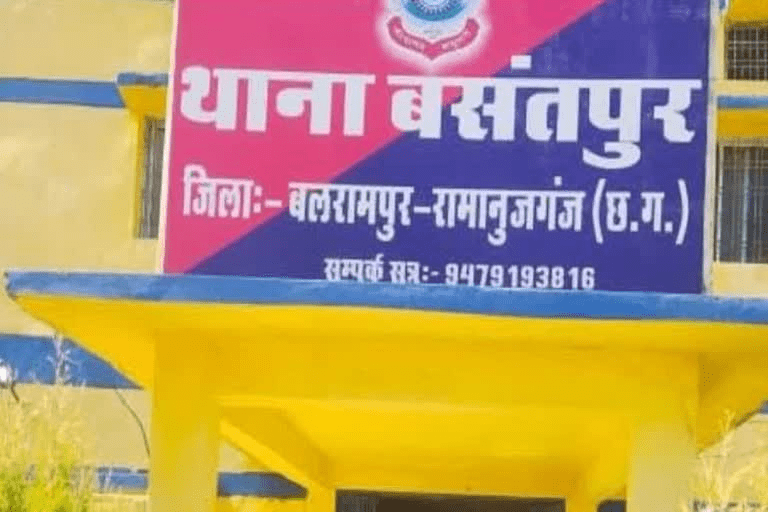 थाना बसंतपुर
जिलाः- बलरामपुर-रामानुजगंज (छ.ग.)
सम्पर्क सूत्रः- 9479193816